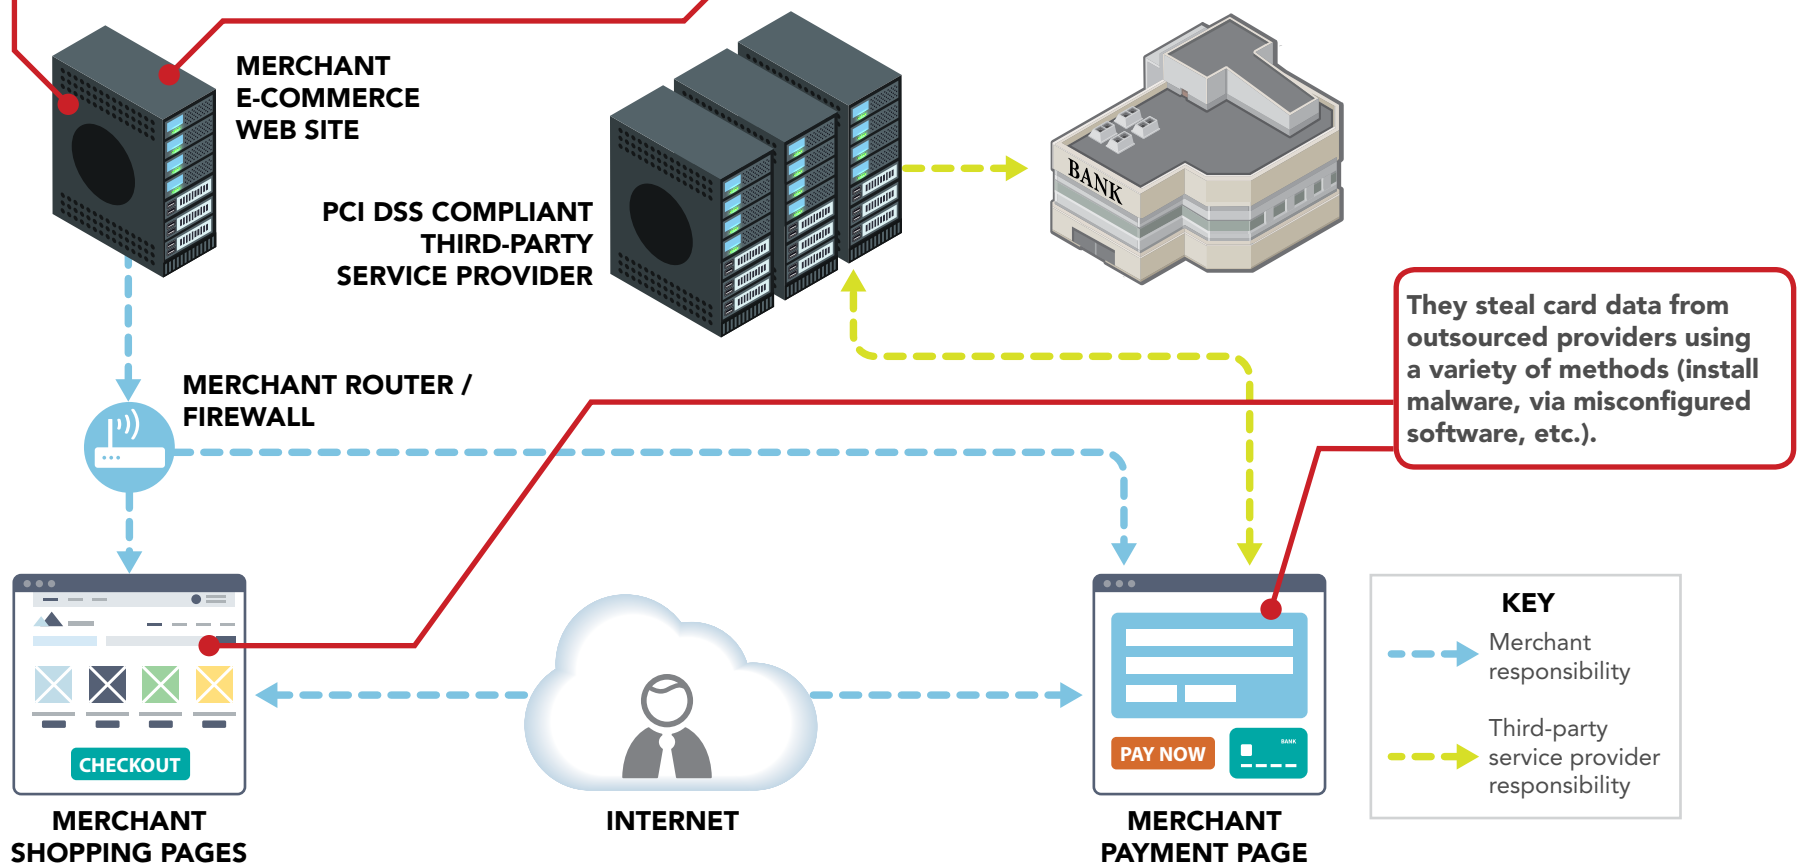 MERCHANT
E-COMMERCE
WEB SITE
PCI DSS COMPLIANT
THIRD-PARTY
SERVICE PROVIDER
BANK
They steal card data from
outsourced providers using
a variety of methods (install
malware, via misconfigured
software, etc.).
MERCHANT ROUTER /
FIREWALL
CHECKOUT
MERCHANT
SHOPPING PAGES
INTERNET
PAY NOW
BANK
MERCHANT
PAYMENT PAGE
KEY
Merchant
responsibility
Third-party
service provider
responsibility